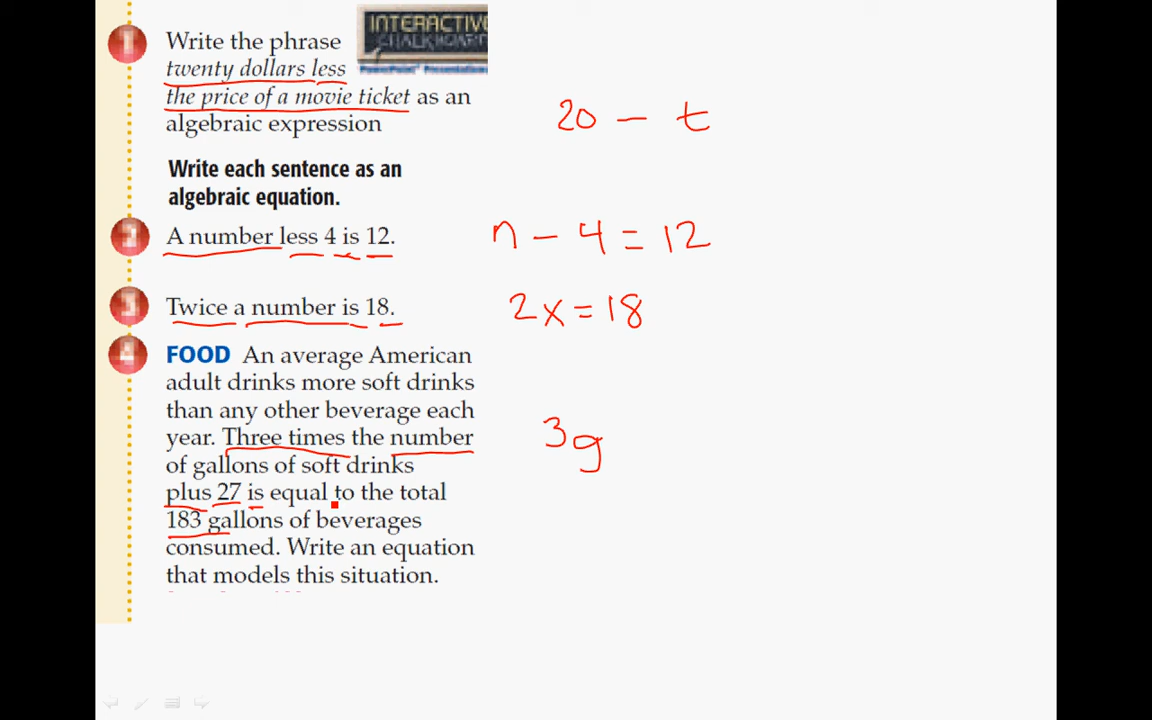 1
INTERACTIVE
CHALKBOARD
PowerPoint® Presentations
Write the phrase
twenty dollars less
the price of a movie ticket as an
algebraic expression
20 - t
Write each sentence as an
algebraic equation.
2
A number less 4 is 12.
n - 4 = 12
3
Twice a number is 18.
2x = 18
4
FOOD An average American
adult drinks more soft drinks
than any other beverage each
year. Three times the number
of gallons of soft drinks
plus 27 is equal to the total
183 gallons of beverages
consumed. Write an equation
that models this situation.
3g